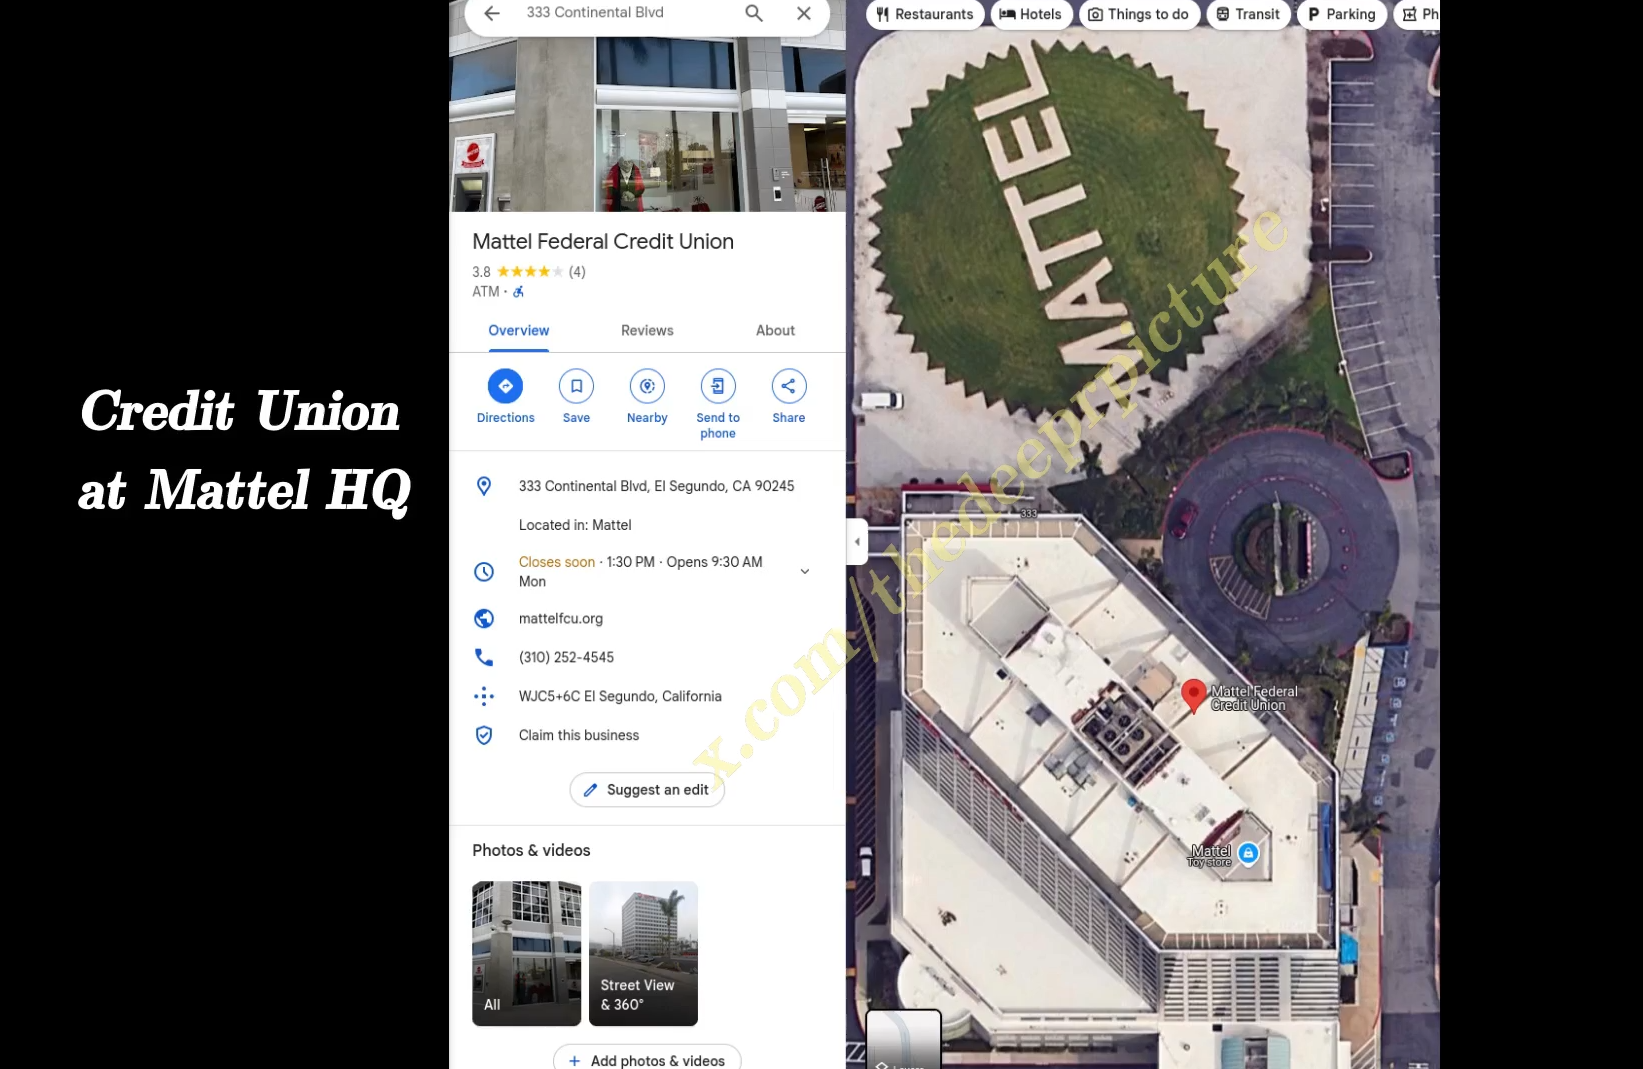 Credit Union
at Mattel HQ
333 Continental Blvd
Mattel Federal Credit Union
3.8 (4)
ATM ·
Overview
Reviews
About
Directions
Save
Nearby
Send to
phone
Share
333 Continental Blvd, El Segundo, CA 90245
Located in: Mattel
Closes soon · 1:30 PM · Opens 9:30 AM
Mon
mattelfcu.org
(310) 252-4545
WJC5+6C El Segundo, California
Claim this business
Suggest an edit
Photos & videos
All
Street View
& 360°
Add photos & videos
Restaurants
Hotels
Things to do
Transit
Parking
Ph
MATTEL
333
Mattel Federal
Credit Union
Mattel
Toy store
x.com/thedeeprpicture